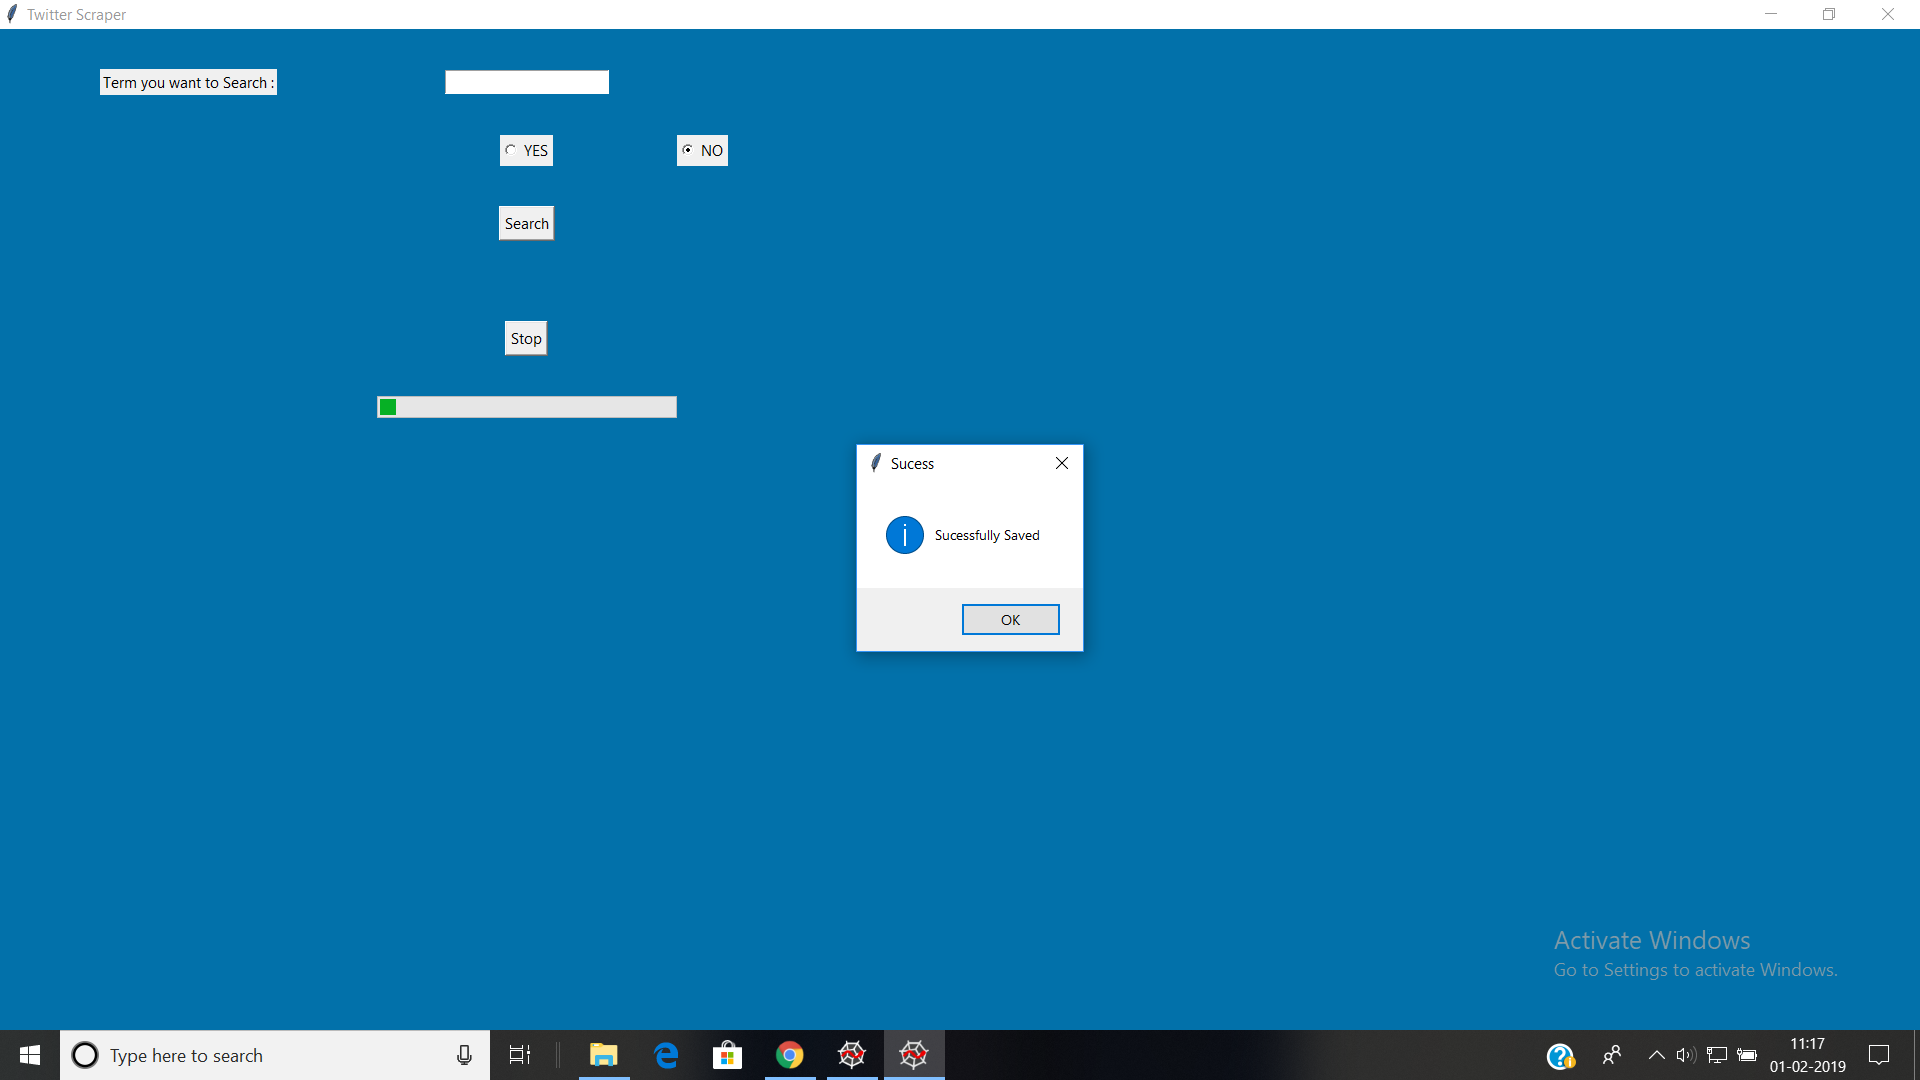 Twitter Scraper
Term you want to Search :
YES
NO
Search
Stop
Sucess
Sucessfully Saved
OK
Activate Windows
Go to Settings to activate Windows.
Type here to search
11:17
01-02-2019